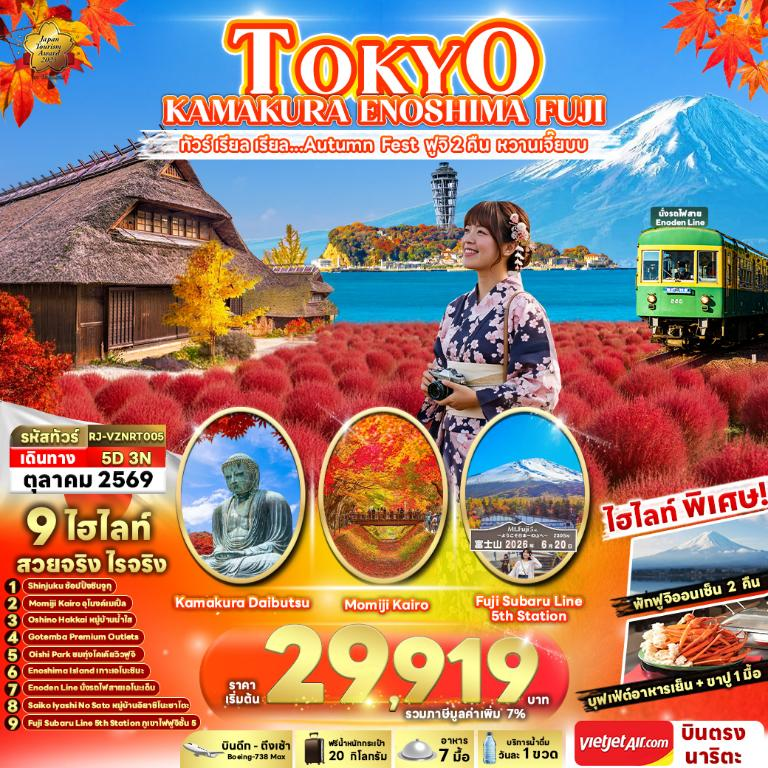 Japan
Tourism
Award
2025
TOKYO
KAMAKURA ENOSHIMA FUJI
ทัวร์เรียล เรียล...Autumn Fest ฟูจิ 2 คืน หวานเจี๊ยบบ
นั่งรถไฟสาย
Enoden Line
รหัสทัวร์ RJ-VZNRT005
เดินทาง 5D 3N
ตุลาคม 2569
9 ไฮไลท์
สวยจริง ไรจริง
1 Shinjuku ช้อปปิ้งชินจูกุ
2 Momiji Kairo อุโมงค์เมเปิ้ล
3 Oshino Hakkai หมู่บ้านน้ำใส
4 Gotemba Premium Outlets
5 Oishi Park ชมทุ่งโคเคียวิวฟูจิ
6 Enoshima Island เกาะเอโนะชิมะ
7 Enoden Line นั่งรถไฟสายเอโนะเด็น
8 Saiko Iyashi No Sato หมู่บ้านอิยาชิโนะซาโตะ
9 Fuji Subaru Line 5th Station ภูเขาไฟฟูจิชั้น 5
Kamakura Daibutsu
Momiji Kairo
Mt.Fuji 5
富士山 2026年 6月20日
Fuji Subaru Line
5th Station
ไฮไลท์ พิเศษ!
พักฟูจิออนเซ็น 2 คืน
บุฟเฟ่ต์อาหารเย็น + ขาปู 1 มื้อ
ราคา
เริ่มต้น
29,919
บาท
รวมภาษีมูลค่าเพิ่ม 7%
บินดึก - ถึงเช้า
Boeing-738 Max
ฟรีน้ำหนักกระเป๋า
20 กิโลกรัม
อาหาร
7 มื้อ
บริการน้ำดื่ม
วันละ 1 ขวด
vietjetAir.com
บินตรง
นาริตะ